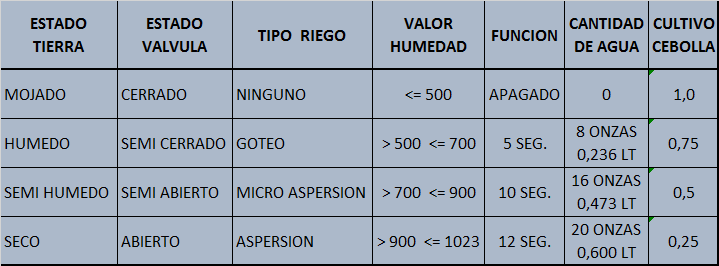 ESTADO TIERRA	ESTADO VALVULA	TIPO RIEGO	VALOR HUMEDAD	FUNCION	CANTIDAD DE AGUA	CULTIVO CEBOLLA
MOJADO	CERRADO	NINGUNO	<= 500	APAGADO	0	1,0
HUMEDO	SEMI CERRADO	GOTEO	> 500 <= 700	5 SEG.	8 ONZAS 0,236 LT	0,75
SEMI HUMEDO	SEMI ABIERTO	MICRO ASPERSION	> 700 <= 900	10 SEG.	16 ONZAS 0,473 LT	0,5
SECO	ABIERTO	ASPERSION	> 900 <= 1023	12 SEG.	20 ONZAS 0,600 LT	0,25